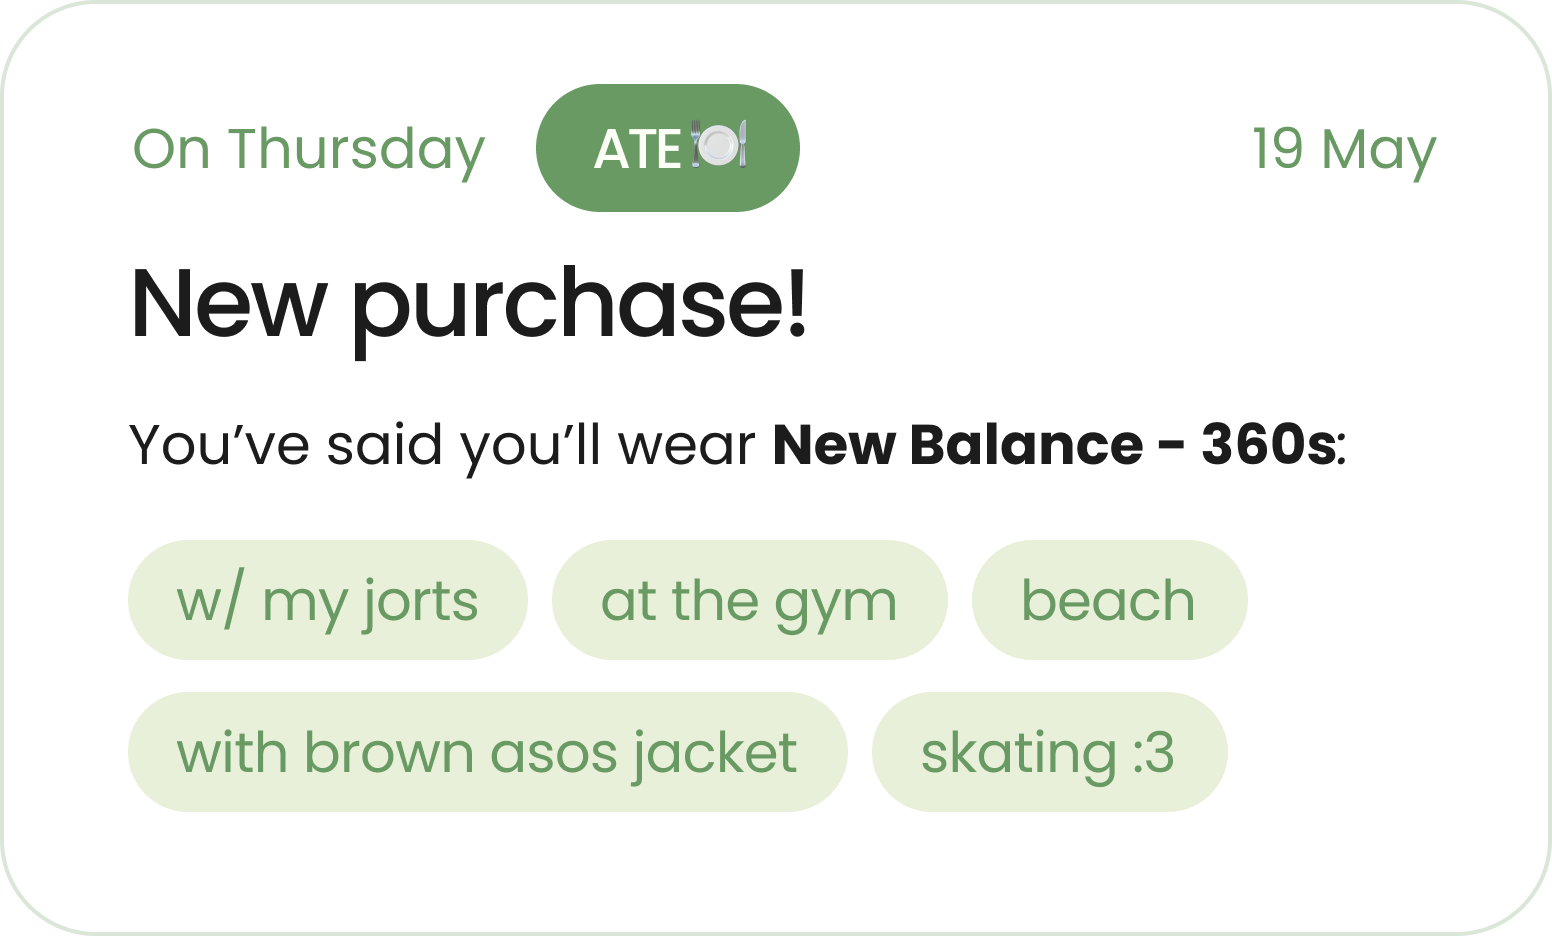 On Thursday ATE🍽️ 19 May
New purchase!
You’ve said you’ll wear New Balance - 360s:
w/ my jorts at the gym beach
with brown asos jacket skating :3